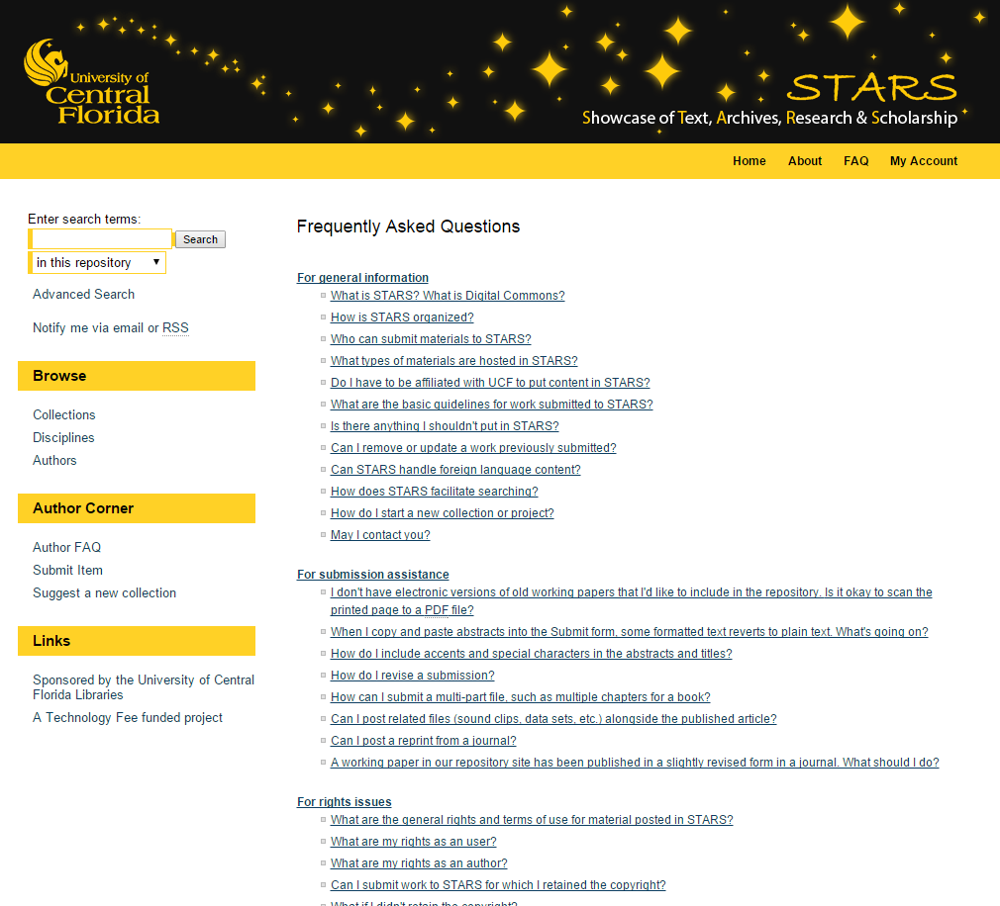 University of
Central
Florida
STARS
Showcase of Text, Archives, Research & Scholarship
Home About FAQ My Account
Enter search terms:
Search
in this repository
Advanced Search
Notify me via email or RSS
Browse
Collections
Disciplines
Authors
Author Corner
Author FAQ
Submit Item
Suggest a new collection
Links
Sponsored by the University of Central
Florida Libraries
A Technology Fee funded project
Frequently Asked Questions
For general information
What is STARS? What is Digital Commons?
How is STARS organized?
Who can submit materials to STARS?
What types of materials are hosted in STARS?
Do I have to be affiliated with UCF to put content in STARS?
What are the basic guidelines for work submitted to STARS?
Is there anything I shouldn't put in STARS?
Can I remove or update a work previously submitted?
Can STARS handle foreign language content?
How does STARS facilitate searching?
How do I start a new collection or project?
May I contact you?
For submission assistance
I don't have electronic versions of old working papers that I'd like to include in the repository. Is it okay to scan the
printed page to a PDF file?
When I copy and paste abstracts into the Submit form, some formatted text reverts to plain text. What's going on?
How do I include accents and special characters in the abstracts and titles?
How do I revise a submission?
How can I submit a multi-part file, such as multiple chapters for a book?
Can I post related files (sound clips, data sets, etc.) alongside the published article?
Can I post a reprint from a journal?
A working paper in our repository site has been published in a slightly revised form in a journal. What should I do?
For rights issues
What are the general rights and terms of use for material posted in STARS?
What are my rights as an user?
What are my rights as an author?
Can I submit work to STARS for which I retained the copyright?
What if I didn't retain the copyright?